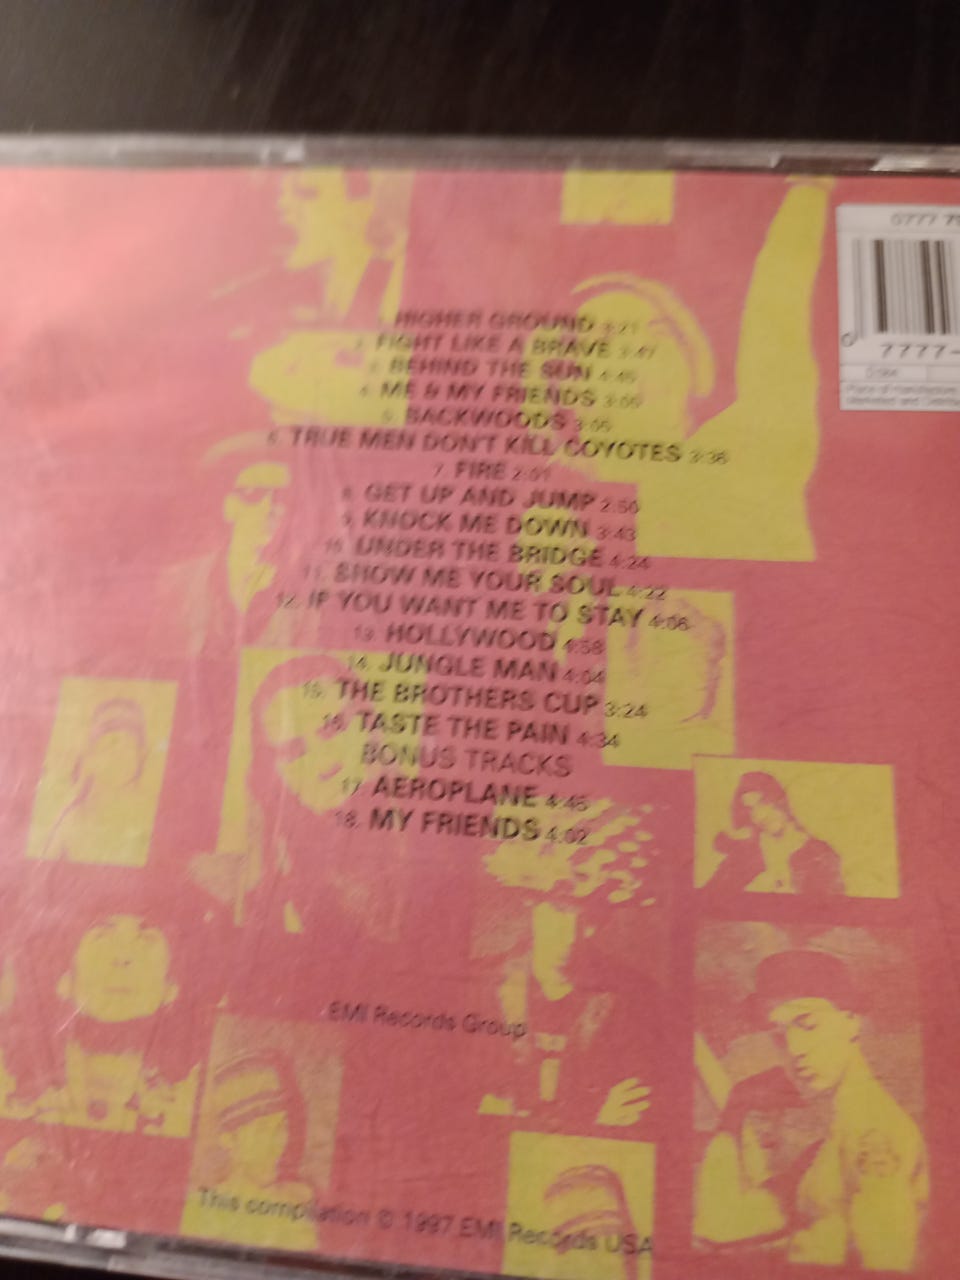 HIGHER GROUND 3:21
2. FIGHT LIKE A BRAVE 3:47
3. BEHIND THE SUN 4:45
4. ME & MY FRIENDS 3:05
5. BACKWOODS 3:05
6. TRUE MEN DON'T KILL COYOTES 3:36
7. FIRE 2:01
8. GET UP AND JUMP 2:50
9. KNOCK ME DOWN 3:43
10. UNDER THE BRIDGE 4:24
11. SHOW ME YOUR SOUL 4:22
12. IF YOU WANT ME TO STAY 4:06
13. HOLLYWOOD 4:58
14. JUNGLE MAN 4:04
15. THE BROTHERS CUP 3:24
16. TASTE THE PAIN 4:34
BONUS TRACKS
17. AEROPLANE 4:45
18. MY FRIENDS 4:02
EMI Records Group
This compilation © 1997 EMI Records USA
0777
0
7777-